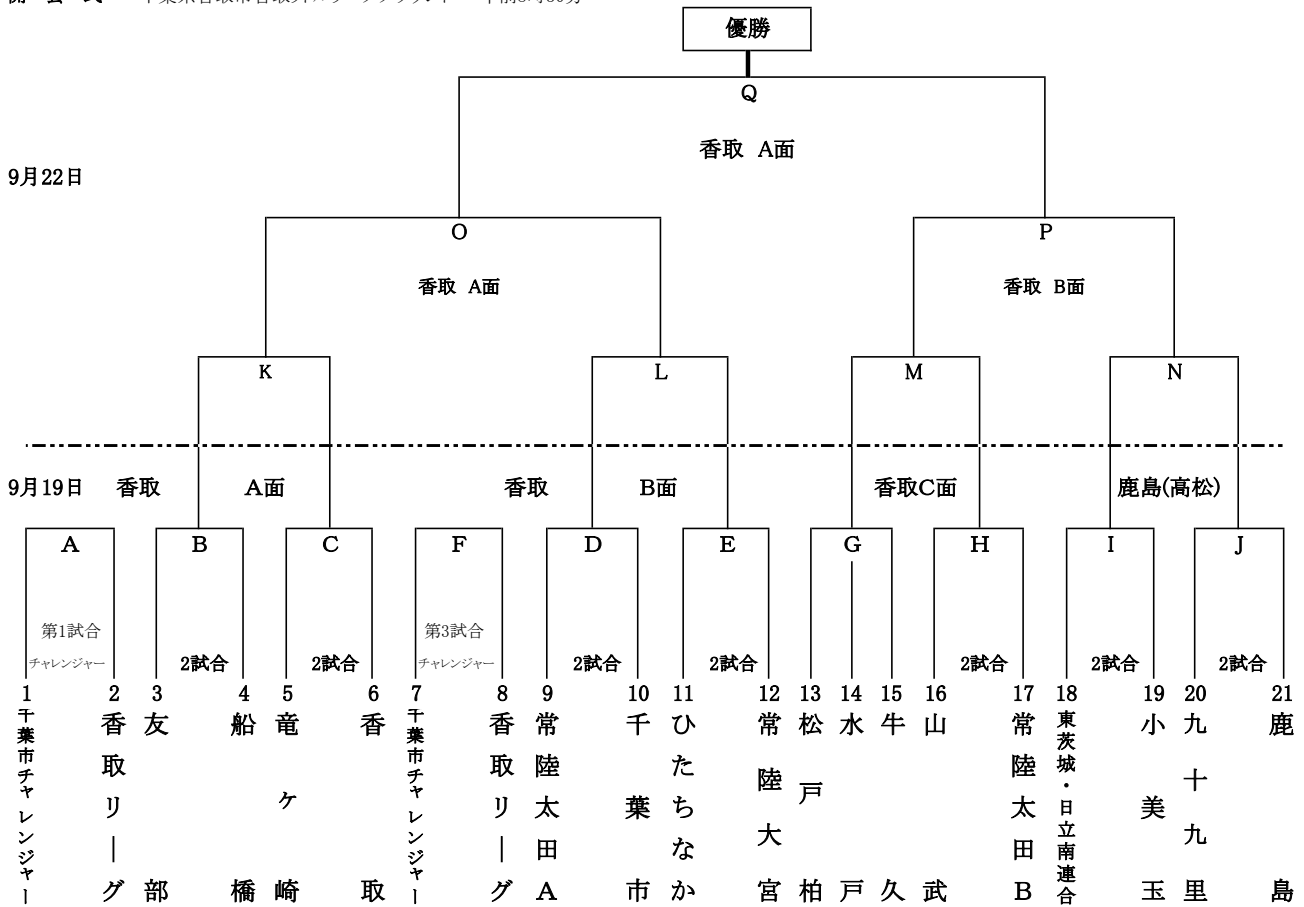 優勝
Q
香取 A面
9月22日
O
P
香取 A面
香取 B面
K
L
M
N
9月19日 香取 A面 香取 B面 香取C面 鹿島(高松)
A
B
C
F
D
E
G
H
I
J
第1試合
第3試合
チャレンジャー
2試合
2試合
チャレンジャー
2試合
2試合
2試合
2試合
2試合
1 2 3 4 5 6 7 8 9 10 11 12 13 14 15 16 17 18 19 20 21
千葉市チャレンジャー
香取リーグ
友部
船橋
竜ヶ崎
香取
千葉市チャレンジャー
香取リーグ
常陸太田A
千葉市
ひたちなか
常陸大宮
松戸柏
水戸
牛久
山武
常陸太田B
東茨城・日立南連合
小美玉
九十九里
鹿島